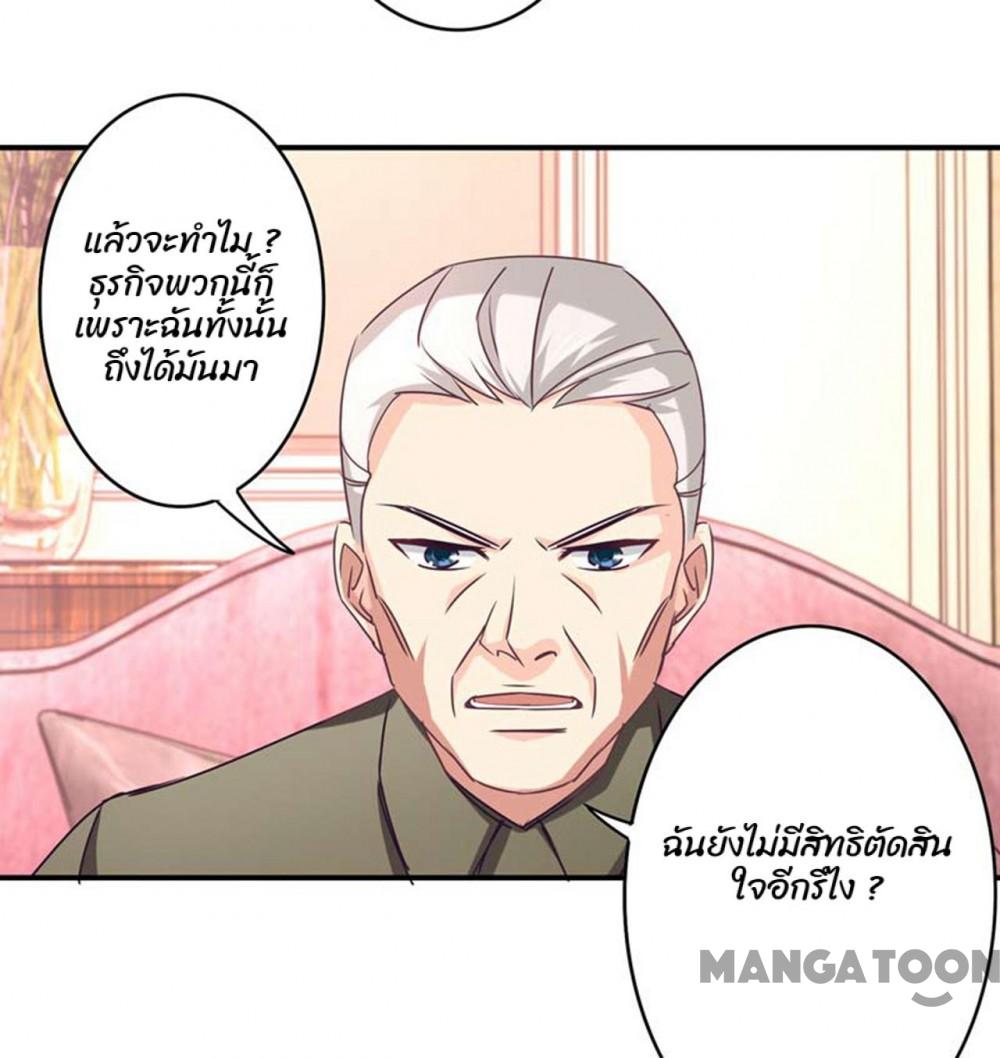 แล้วจะทำไม ?
ธุรกิจพวกนี้ก็
เพราะฉันทั้งนั้น
ถึงได้มันมา
ฉันยังไม่มีสิทธิตัดสิน
ใจอีกรึไง ?
MANGATOON